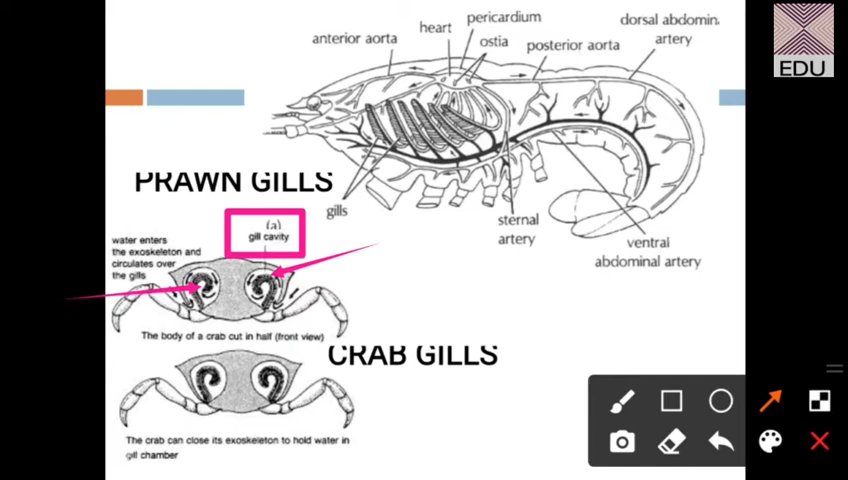 pericardium
dorsal abdomin
heart
ostia
artery
anterior aorta
posterior aorta
EDU
PRAWN GILLS
gills
sternal
artery
ventral
abdominal artery
(a)
gill cavity
water enters
the exoskeleton and
circulates over
the gills
The body of a crab cut in half (front view)
CRAB GILLS
The crab can close its exoskeleton to hold water in
gill chamber